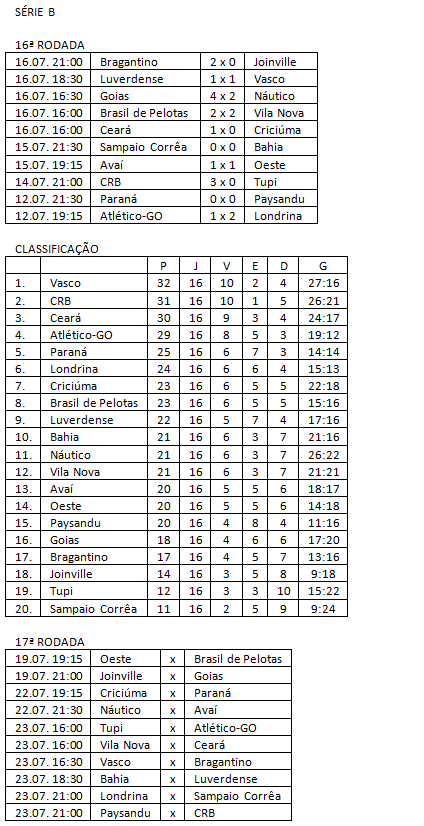 SÉRIE B
16ª RODADA
16.07. 21:00 Bragantino 2 x 0 Joinville
16.07. 18:30 Luverdense 1 x 1 Vasco
16.07. 16:30 Goias 4 x 2 Náutico
16.07. 16:00 Brasil de Pelotas 2 x 2 Vila Nova
16.07. 16:00 Ceará 1 x 0 Criciúma
15.07. 21:30 Sampaio Corrêa 0 x 0 Bahia
15.07. 19:15 Avaí 1 x 1 Oeste
14.07. 21:00 CRB 3 x 0 Tupi
12.07. 21:30 Paraná 0 x 0 Paysandu
12.07. 19:15 Atlético-GO 1 x 2 Londrina
CLASSIFICAÇÃO
P J V E D G
1. Vasco 32 16 10 2 4 27:16
2. CRB 31 16 10 1 5 26:21
3. Ceará 30 16 9 3 4 24:17
4. Atlético-GO 29 16 8 5 3 19:12
5. Paraná 25 16 6 7 3 14:14
6. Londrina 24 16 6 6 4 15:13
7. Criciúma 23 16 6 5 5 22:18
8. Brasil de Pelotas 23 16 6 5 5 15:16
9. Luverdense 22 16 5 7 4 17:16
10. Bahia 21 16 6 3 7 21:16
11. Náutico 21 16 6 3 7 26:22
12. Vila Nova 21 16 6 3 7 21:21
13. Avaí 20 16 5 5 6 18:17
14. Oeste 20 16 5 5 6 14:18
15. Paysandu 20 16 4 8 4 11:16
16. Goias 18 16 4 6 6 17:20
17. Bragantino 17 16 4 5 7 13:16
18. Joinville 14 16 3 5 8 9:18
19. Tupi 12 16 3 3 10 15:22
20. Sampaio Corrêa 11 16 2 5 9 9:24
17ª RODADA
19.07. 19:15 Oeste x Brasil de Pelotas
19.07. 21:00 Joinville x Goias
22.07. 19:15 Criciúma x Paraná
22.07. 21:30 Náutico x Avaí
23.07. 16:00 Tupi x Atlético-GO
23.07. 16:00 Vila Nova x Ceará
23.07. 16:30 Vasco x Bragantino
23.07. 18:30 Bahia x Luverdense
23.07. 21:00 Londrina x Sampaio Corrêa
23.07. 21:00 Paysandu x CRB